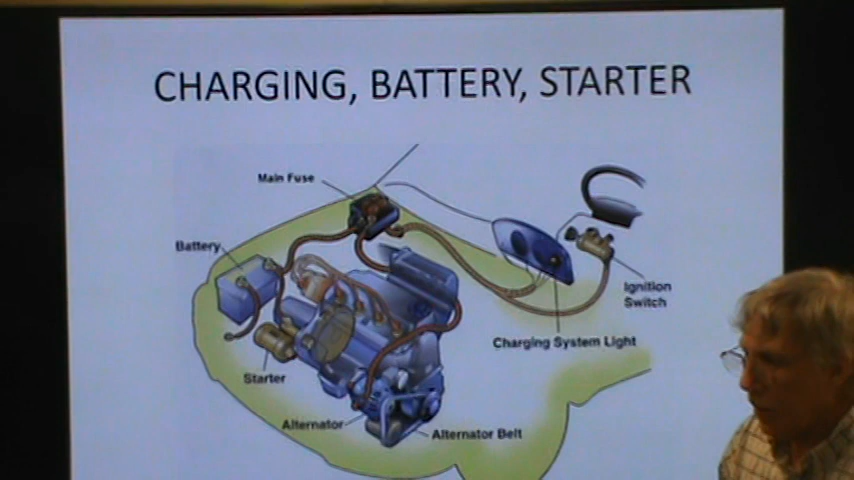 CHARGING, BATTERY, STARTER
Main Fuse
Battery
Ignition
Switch
Charging System Light
Starter
Alternator
Alternator Belt